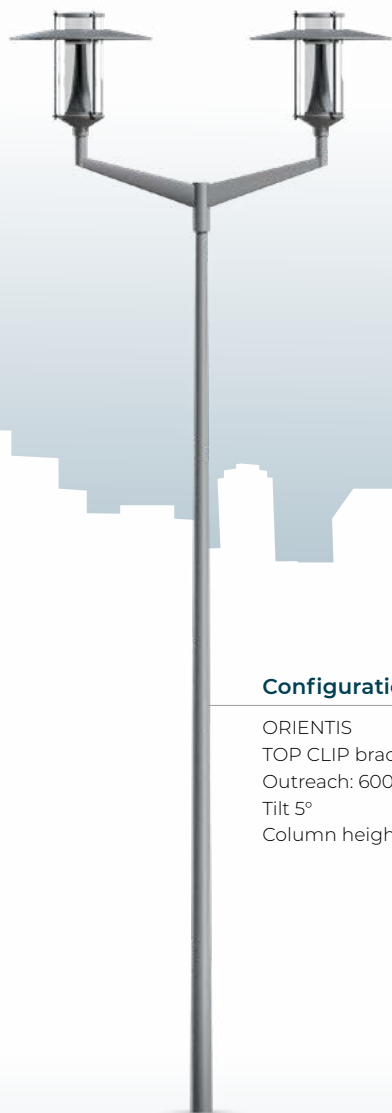 Configuratio
ORIENTIS
TOP CLIP brac
Outreach: 600
Tilt 5°
Column heigh